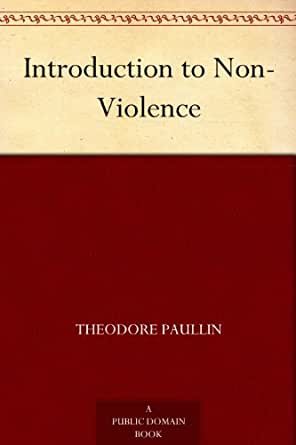 Introduction to Non-
Violence
THEODORE PAULLIN
A
PUBLIC DOMAIN
BOOK